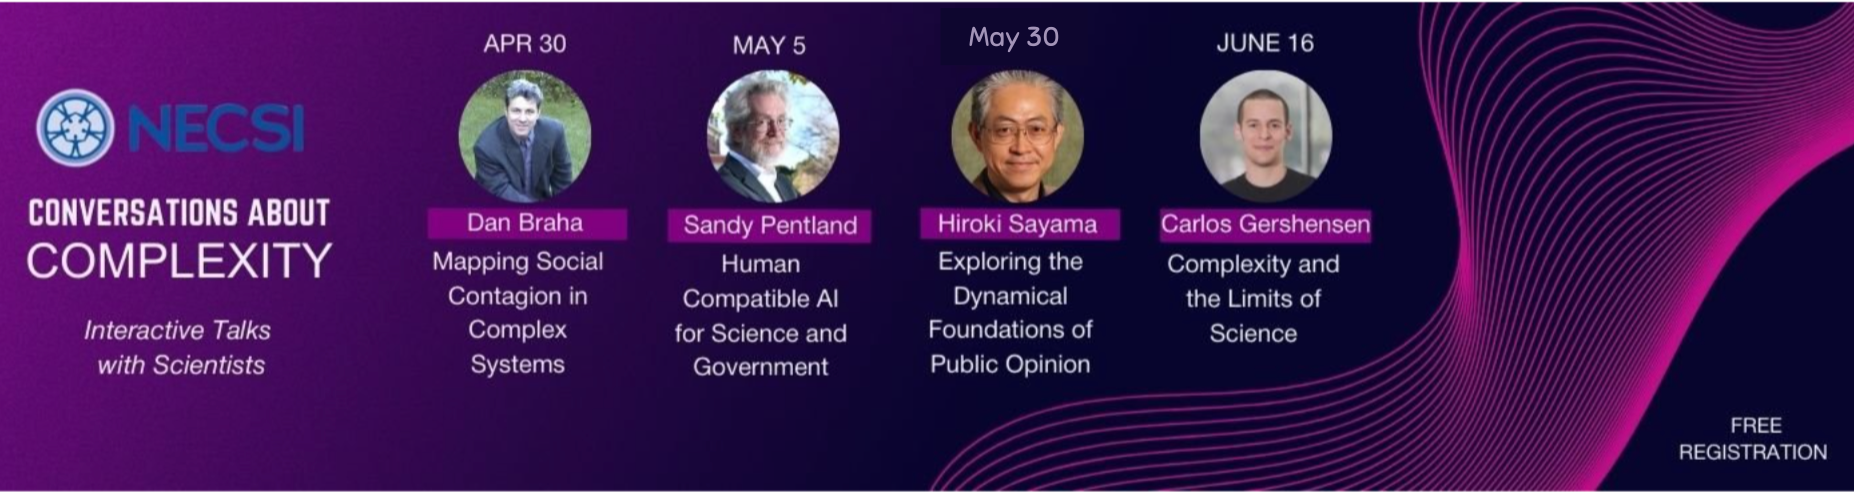 NECSI
CONVERSATIONS ABOUT
COMPLEXITY
Interactive Talks
with Scientists
APR 30
Dan Braha
Mapping Social
Contagion in
Complex
Systems
MAY 5
Sandy Pentland
Human
Compatible AI
for Science and
Government
May 30
Hiroki Sayama
Exploring the
Dynamical
Foundations of
Public Opinion
JUNE 16
Carlos Gershensen
Complexity and
the Limits of
Science
FREE
REGISTRATION